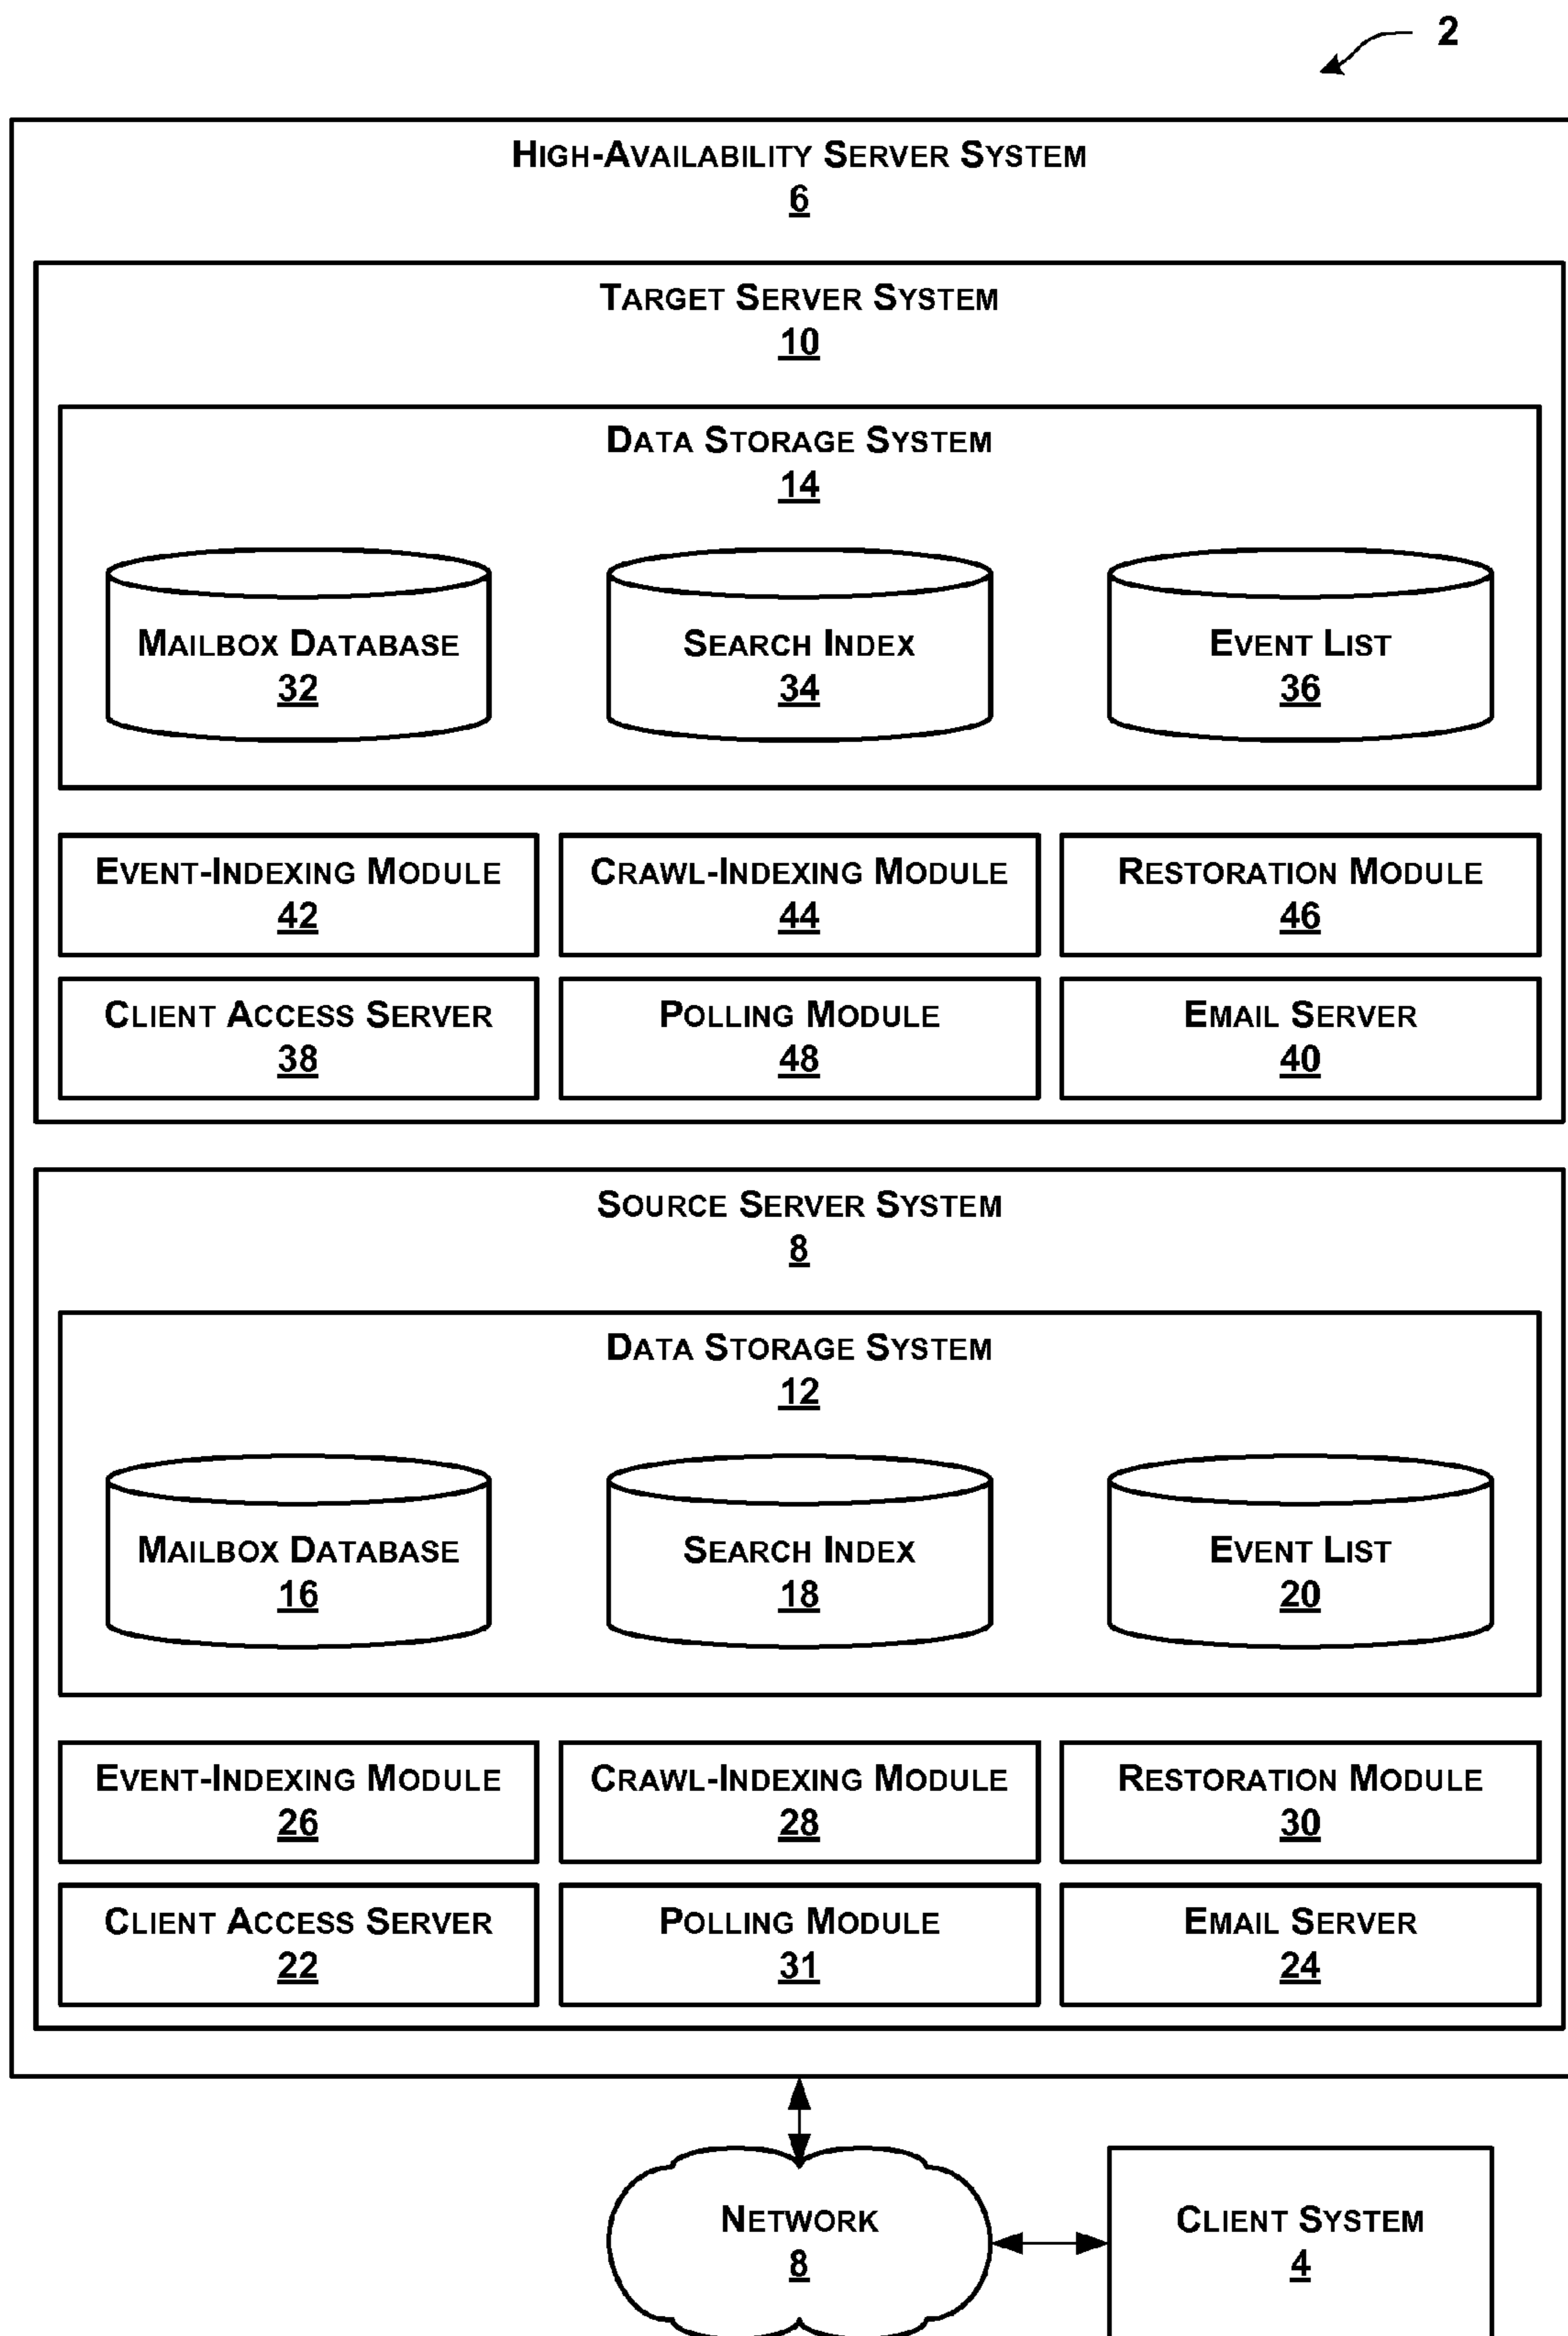 2
HIGH-AVAILABILITY SERVER SYSTEM
6
TARGET SERVER SYSTEM
10
DATA STORAGE SYSTEM
14
MAILBOX DATABASE
32
SEARCH INDEX
34
EVENT LIST
36
EVENT-INDEXING MODULE
42
CRAWL-INDEXING MODULE
44
RESTORATION MODULE
46
CLIENT ACCESS SERVER
38
POLLING MODULE
48
EMAIL SERVER
40
SOURCE SERVER SYSTEM
8
DATA STORAGE SYSTEM
12
MAILBOX DATABASE
16
SEARCH INDEX
18
EVENT LIST
20
EVENT-INDEXING MODULE
26
CRAWL-INDEXING MODULE
28
RESTORATION MODULE
30
CLIENT ACCESS SERVER
22
POLLING MODULE
31
EMAIL SERVER
24
NETWORK
8
CLIENT SYSTEM
4